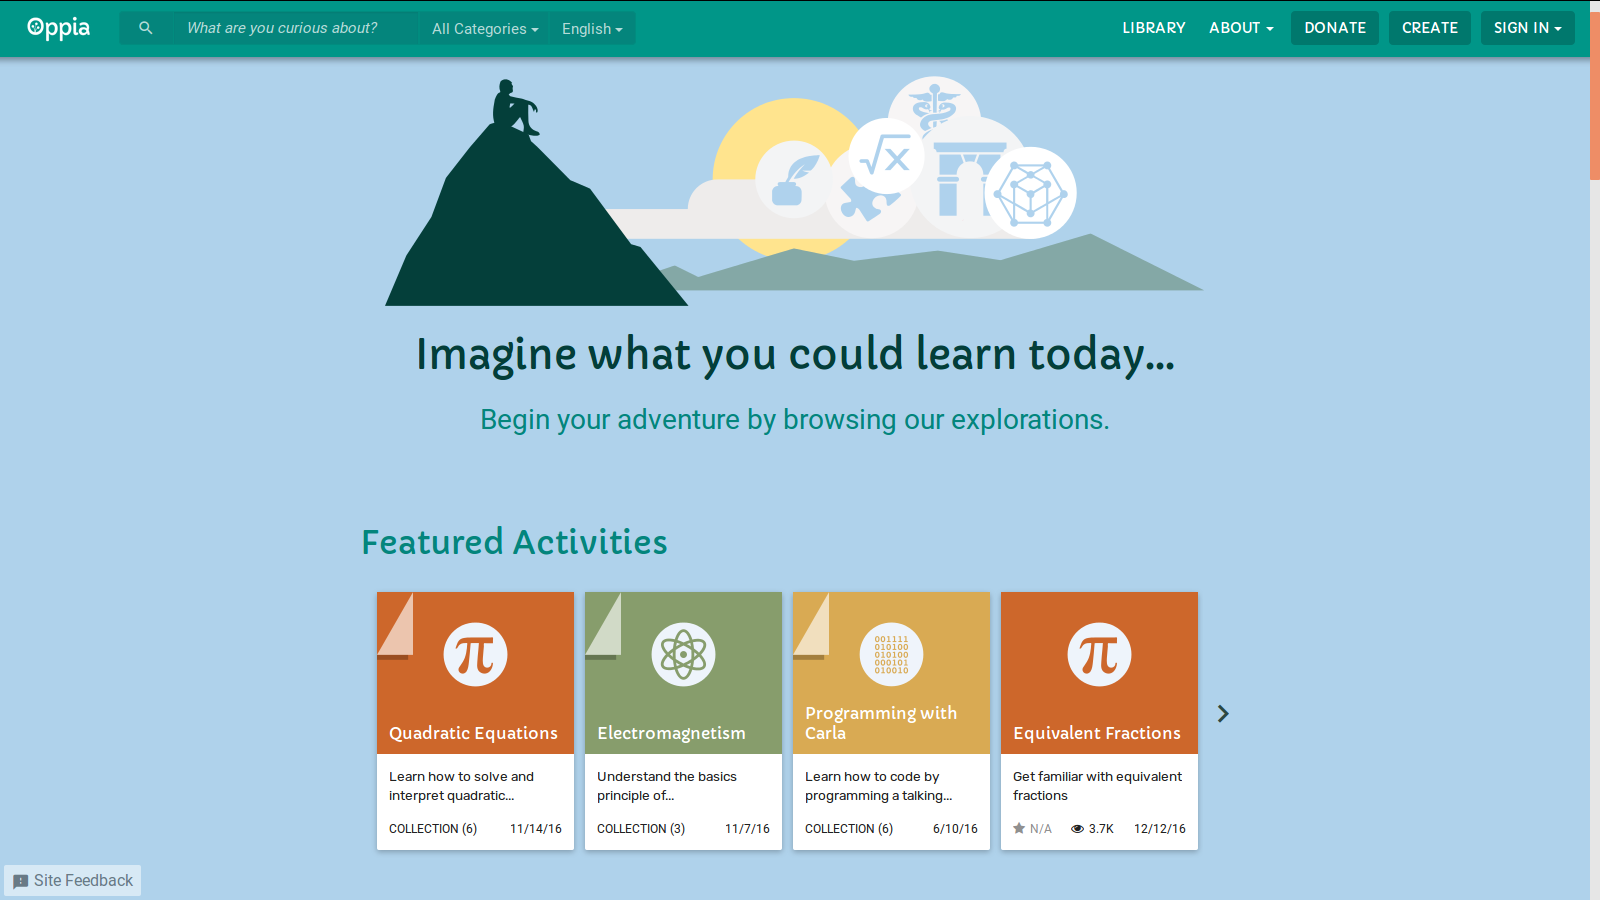 Oppia What are you curious about? All Categories English LIBRARY ABOUT DONATE CREATE SIGN IN
√x
Imagine what you could learn today...
Begin your adventure by browsing our explorations.
Featured Activities
π
001111
010100
010100
000101
010010
π
Quadratic Equations
Electromagnetism
Programming with
Carla
Equivalent Fractions
Learn how to solve and
interpret quadratic...
Understand the basics
principle of...
Learn how to code by
programming a talking...
Get familiar with equivalent
fractions
COLLECTION (6) 11/14/16
COLLECTION (3) 11/7/16
COLLECTION (6) 6/10/16
N/A 3.7K 12/12/16
Site Feedback